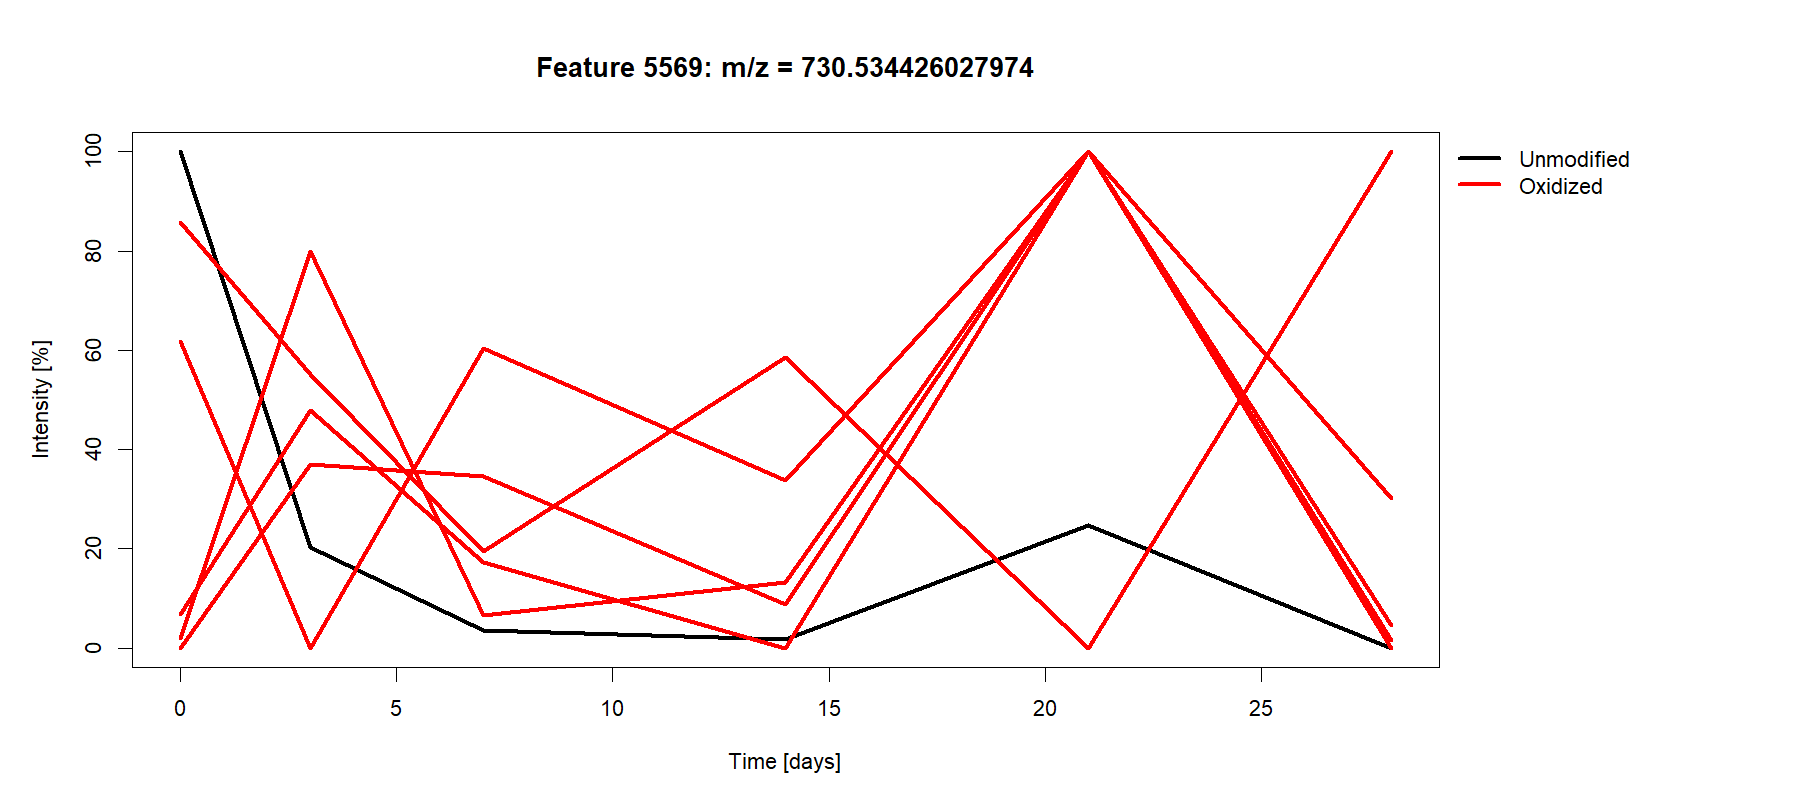 Feature 5569: m/z = 730.534426027974
Unmodified
Oxidized
Intensity [%]
100
80
60
40
20
0
0 5 10 15 20 25
Time [days]